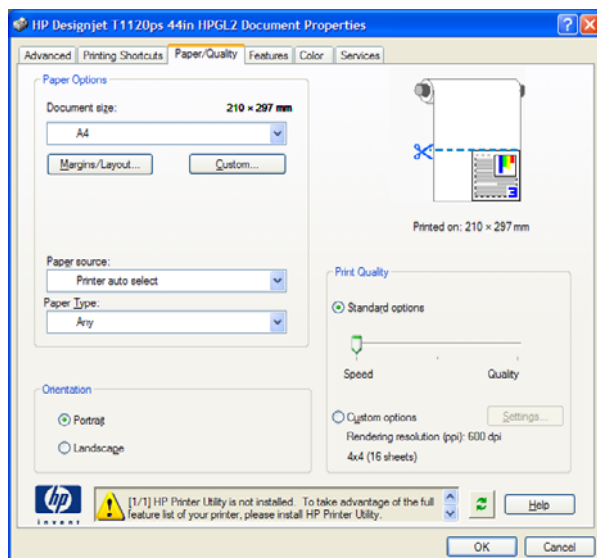 HP Designjet T1120ps 44in HPGL2 Document Properties
Advanced Printing Shortcuts Paper/Quality Features Color Services
Paper Options
Document size: 210 × 297 mm
A4
Margins/Layout... Custom...
Paper source:
Printer auto select
Paper Type:
Any
Orientation
Portrait
Landscape
3
Printed on: 210 × 297 mm
Print Quality
Standard options
Speed Quality
Custom options Settings...
Rendering resolution (ppi): 600 dpi
4x4 (16 sheets)
hp
invent
[1/1] HP Printer Utility is not installed. To take advantage of the full
feature list of your printer, please install HP Printer Utility.
Help
OK Cancel